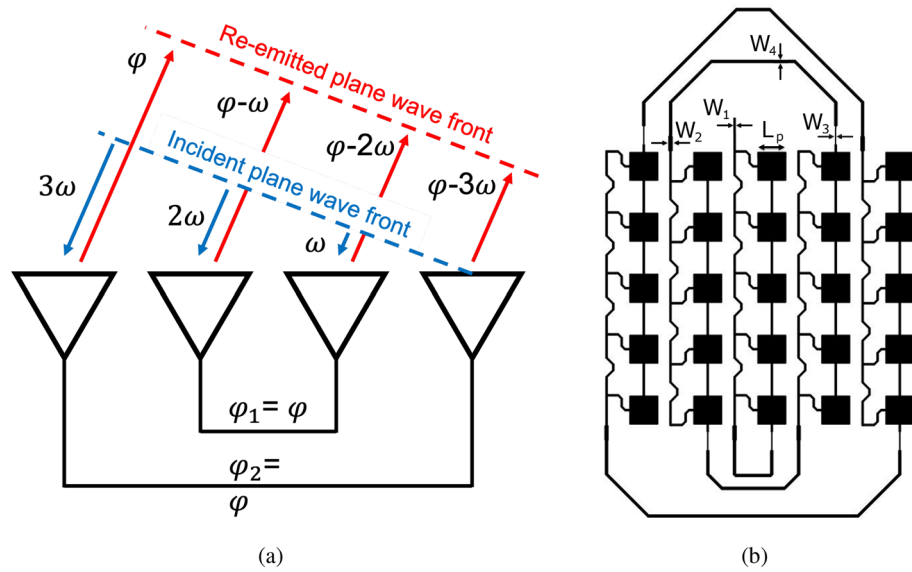 φ
Re-emitted plane wave front
φ-ω
Incident plane wave front
φ-2ω
3ω
φ-3ω
2ω
ω
φ₁= φ
φ₂=
φ
(a)
W₄
W₁
W₂
Lₚ
W₃
(b)